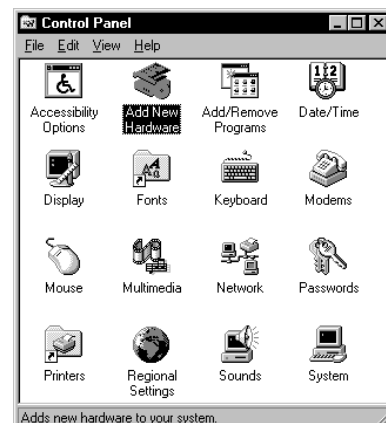 Control Panel
File Edit View Help
Accessibility Options
Add New Hardware
Add/Remove Programs
Date/Time
Display
Fonts
Keyboard
Modems
Mouse
Multimedia
Network
Passwords
Printers
Regional Settings
Sounds
System
Adds new hardware to your system.